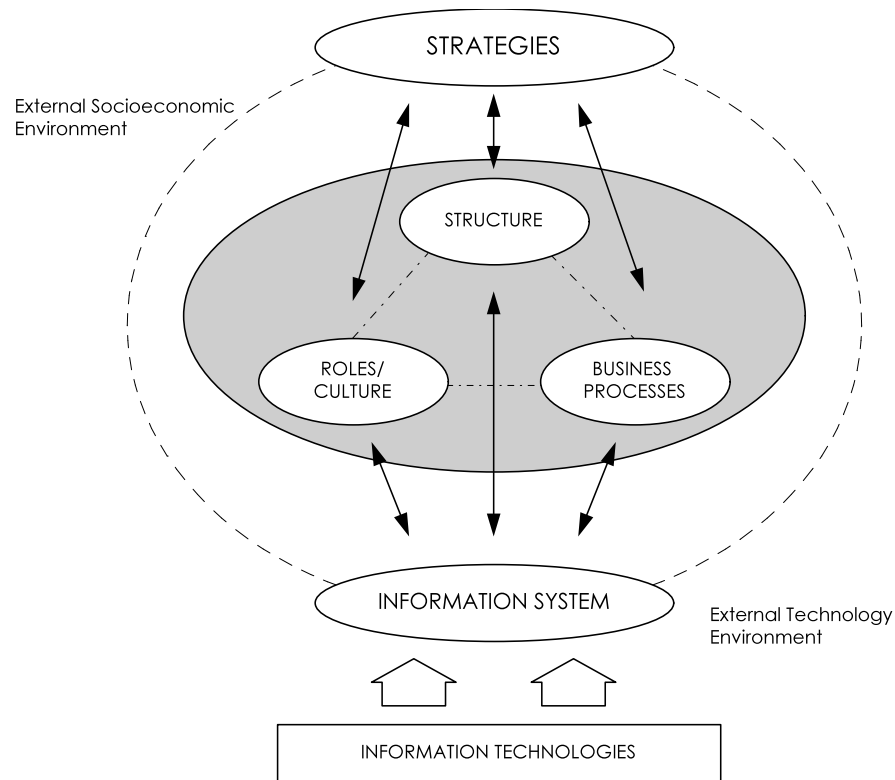 STRATEGIES
External Socioeconomic
Environment
STRUCTURE
ROLES/
CULTURE
BUSINESS
PROCESSES
INFORMATION SYSTEM
External Technology
Environment
INFORMATION TECHNOLOGIES